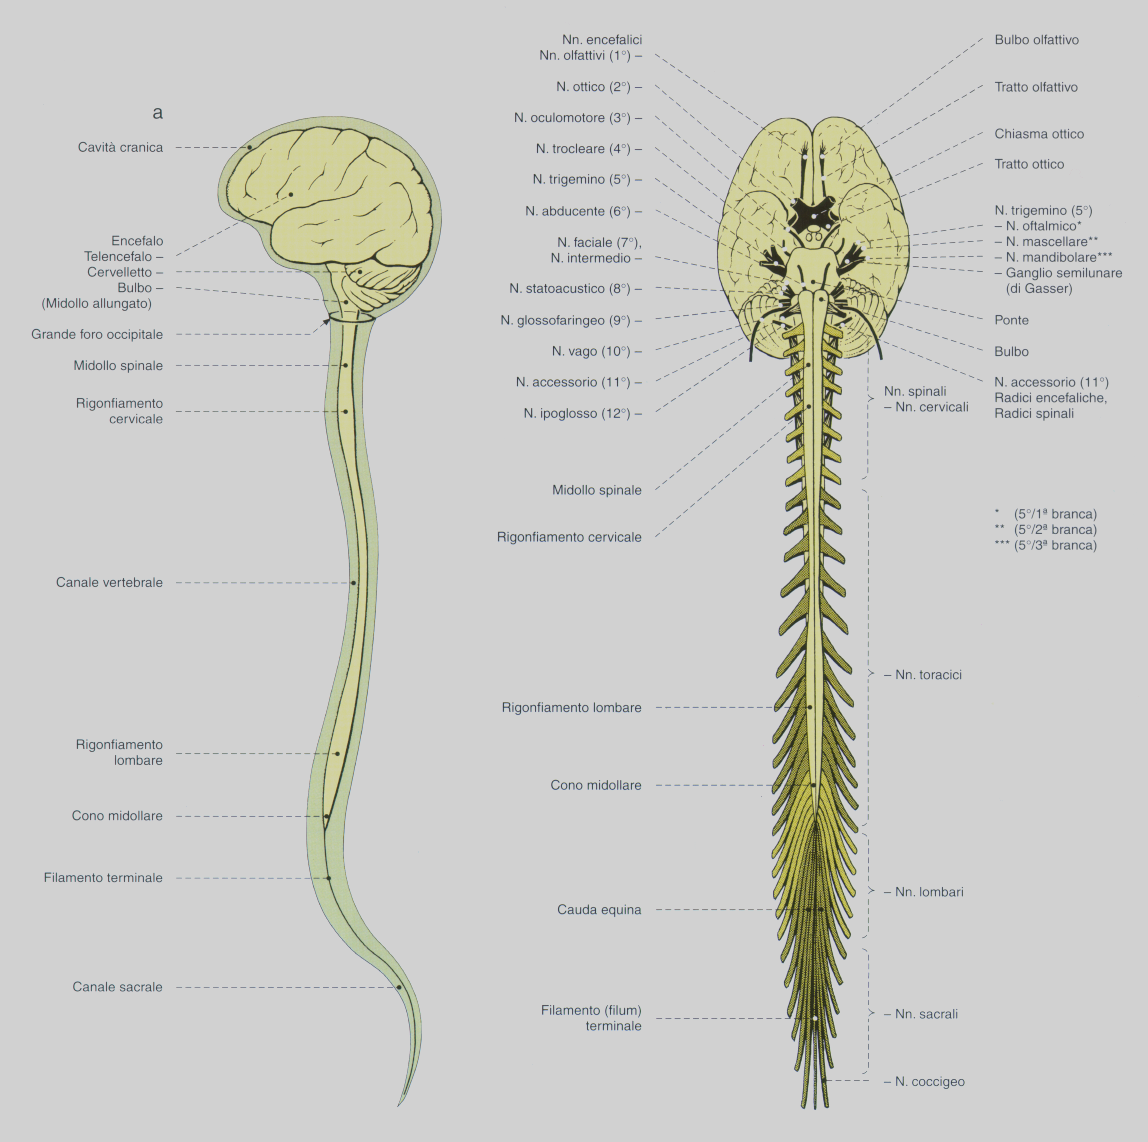 a
Cavità cranica
Encefalo
Telencefalo –
Cervelletto –
Bulbo –
(Midollo allungato)
Grande foro occipitale
Midollo spinale
Rigonfiamento
cervicale
Canale vertebrale
Rigonfiamento
lombare
Cono midollare
Filamento terminale
Canale sacrale
Nn. encefalici
Nn. olfattivi (1°) –
N. ottico (2°) –
N. oculomotore (3°) –
N. trocleare (4°) –
N. trigemino (5°) –
N. abducente (6°) –
N. faciale (7°),
N. intermedio –
N. statoacustico (8°) –
N. glossofaringeo (9°) –
N. vago (10°) –
N. accessorio (11°) –
N. ipoglosso (12°) –
Midollo spinale
Rigonfiamento cervicale
Rigonfiamento lombare
Cono midollare
Cauda equina
Filamento (filum)
terminale
Bulbo olfattivo
Tratto olfattivo
Chiasma ottico
Tratto ottico
N. trigemino (5°)
– N. oftalmico*
– N. mascellare**
– N. mandibolare***
– Ganglio semilunare
(di Gasser)
Ponte
Bulbo
N. accessorio (11°)
Radici encefaliche,
Radici spinali
Nn. spinali
– Nn. cervicali
* (5°/1ª branca)
** (5°/2ª branca)
*** (5°/3ª branca)
– Nn. toracici
– Nn. lombari
– Nn. sacrali
– N. coccigeo